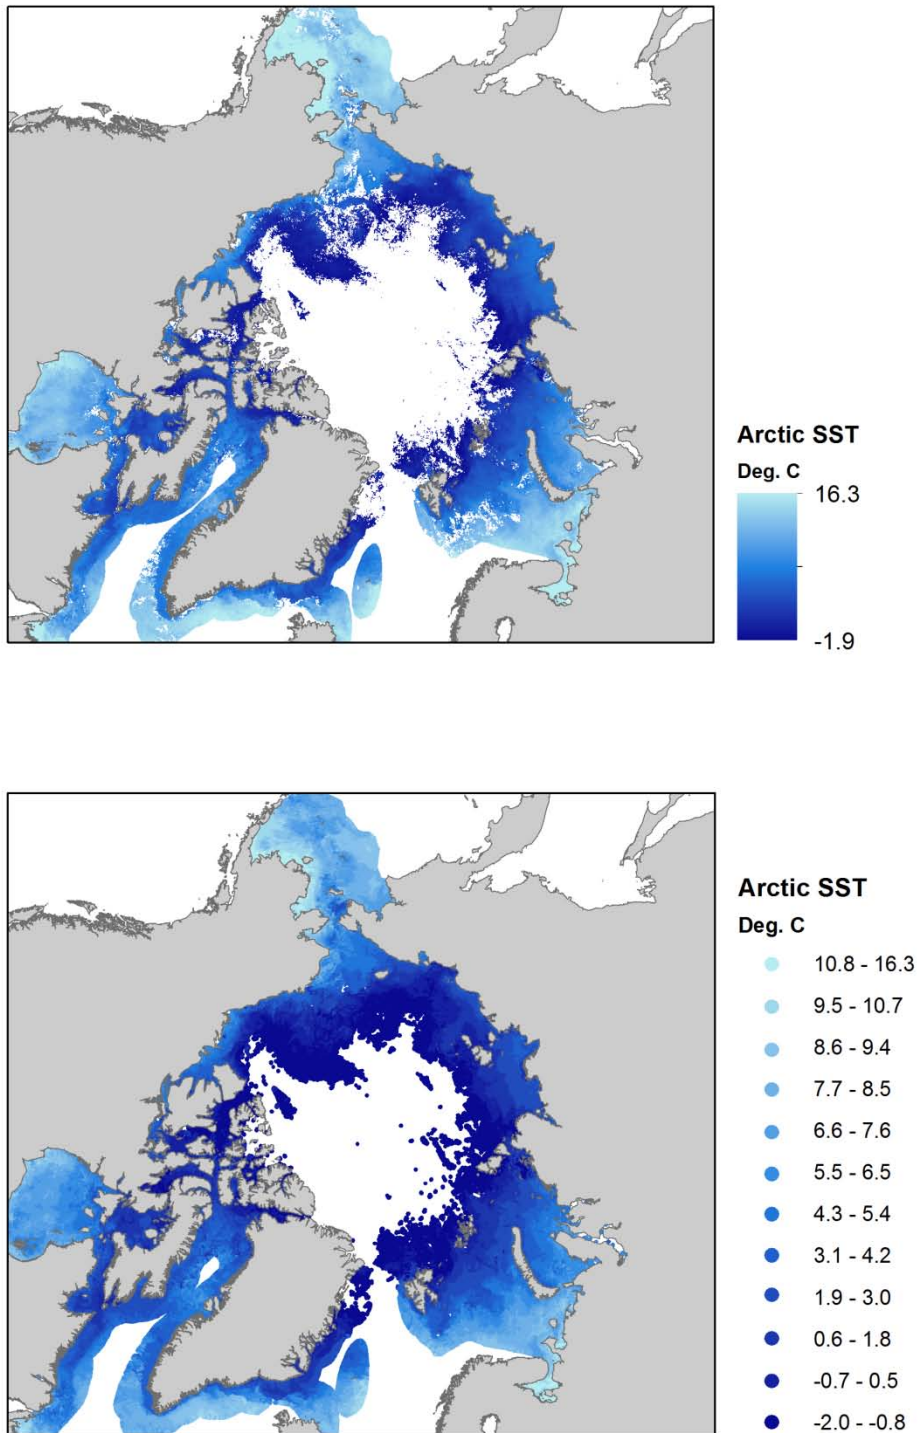 Arctic SST
Deg. C
16.3
-1.9
Arctic SST
Deg. C
10.8 - 16.3
9.5 - 10.7
8.6 - 9.4
7.7 - 8.5
6.6 - 7.6
5.5 - 6.5
4.3 - 5.4
3.1 - 4.2
1.9 - 3.0
0.6 - 1.8
-0.7 - 0.5
-2.0 - -0.8